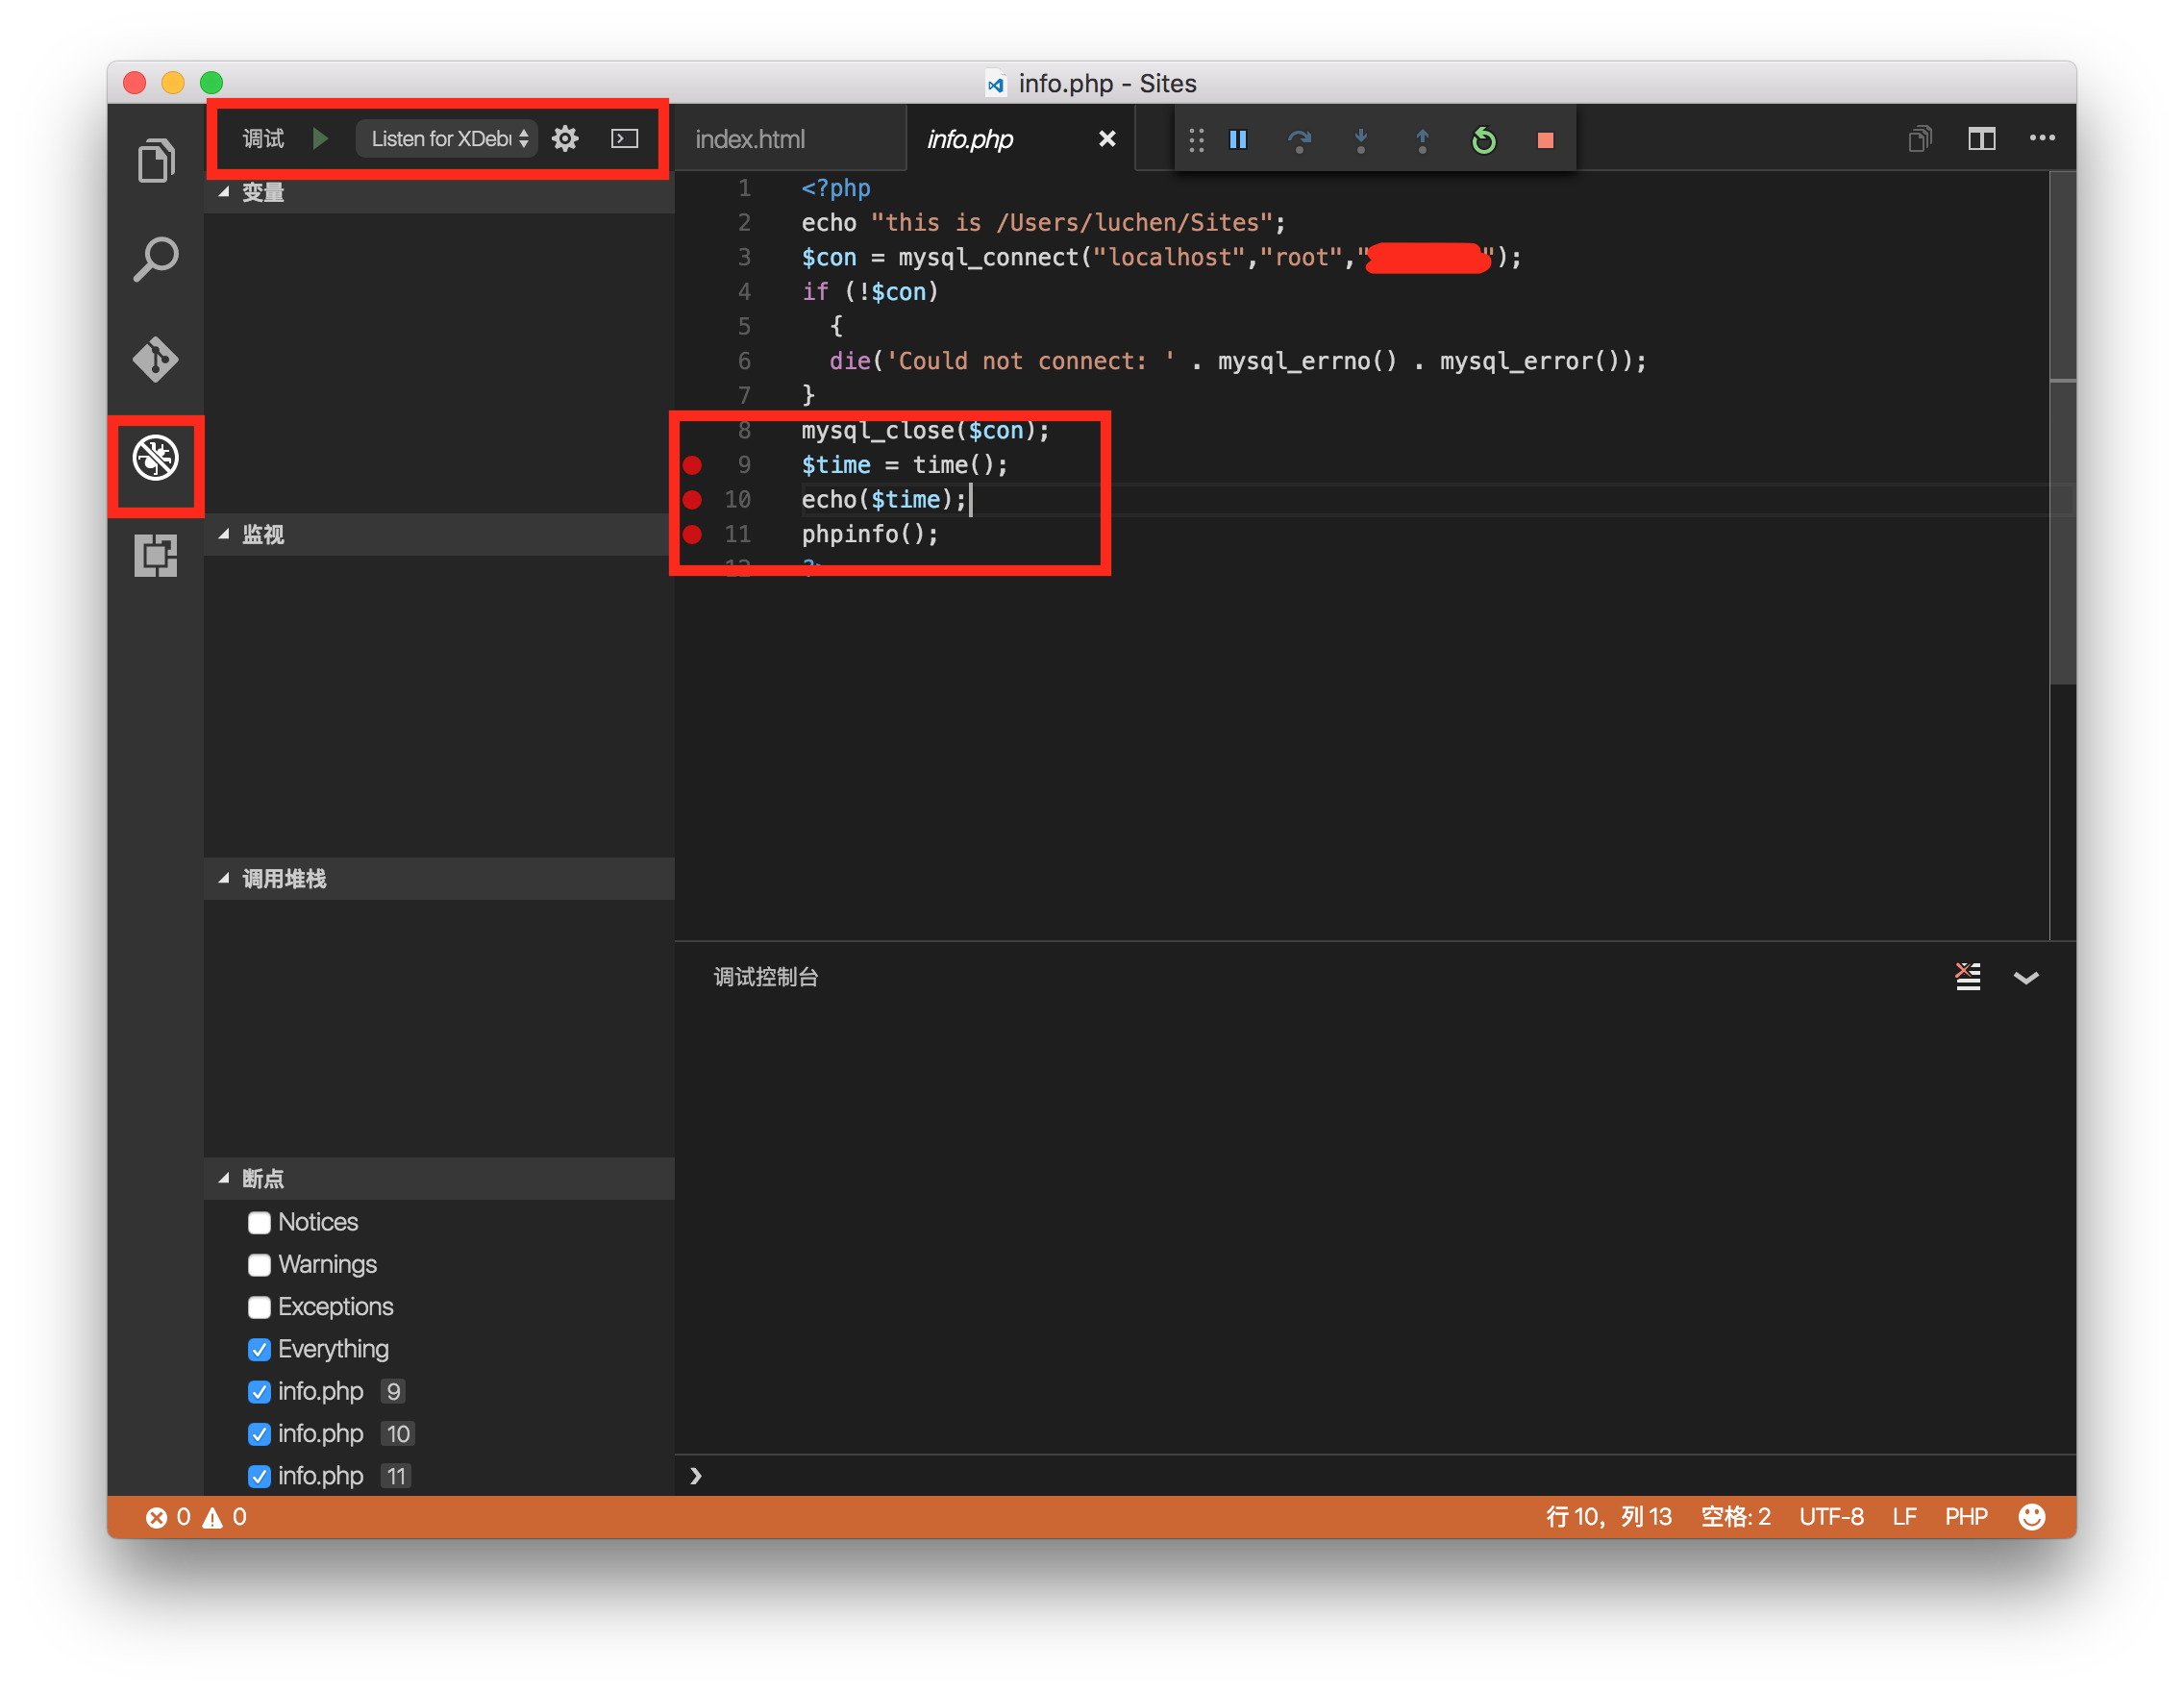 info.php - Sites
调试
Listen for XDebu
index.html
info.php
变量
监视
调用堆栈
断点
Notices
Warnings
Exceptions
Everything
info.php 9
info.php 10
info.php 11
1 <?php
2 echo "this is /Users/luchen/Sites";
3 $con = mysql_connect("localhost","root","");
4 if (!$con)
5 {
6 die('Could not connect: ' . mysql_errno() . mysql_error());
7 }
8 mysql_close($con);
9 $time = time();
10 echo($time);
11 phpinfo();
12 ?>
调试控制台
0 0
行 10，列 13 空格: 2 UTF-8 LF PHP